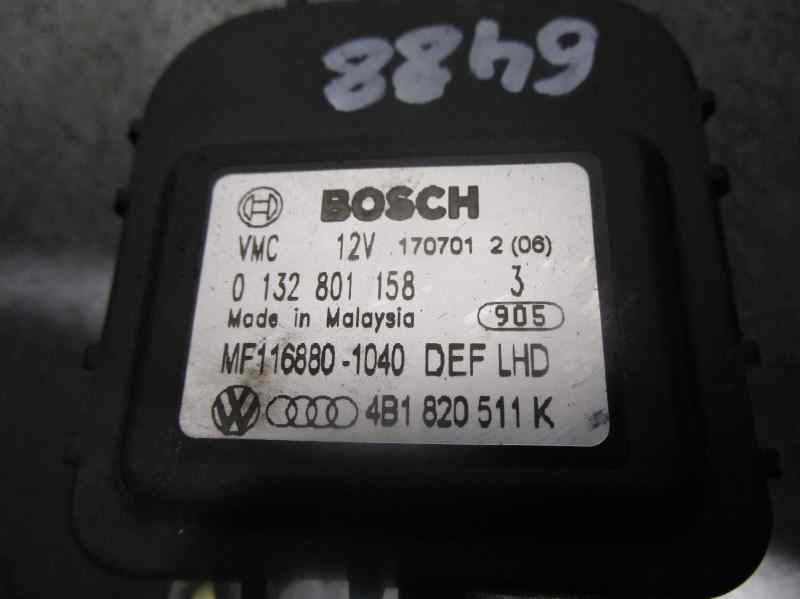 8849
BOSCH
VMC 12V 170701 2 (06)
0 132 801 158 3
Made in Malaysia 905
MF116880-1040 DEF LHD
4B1 820 511 K